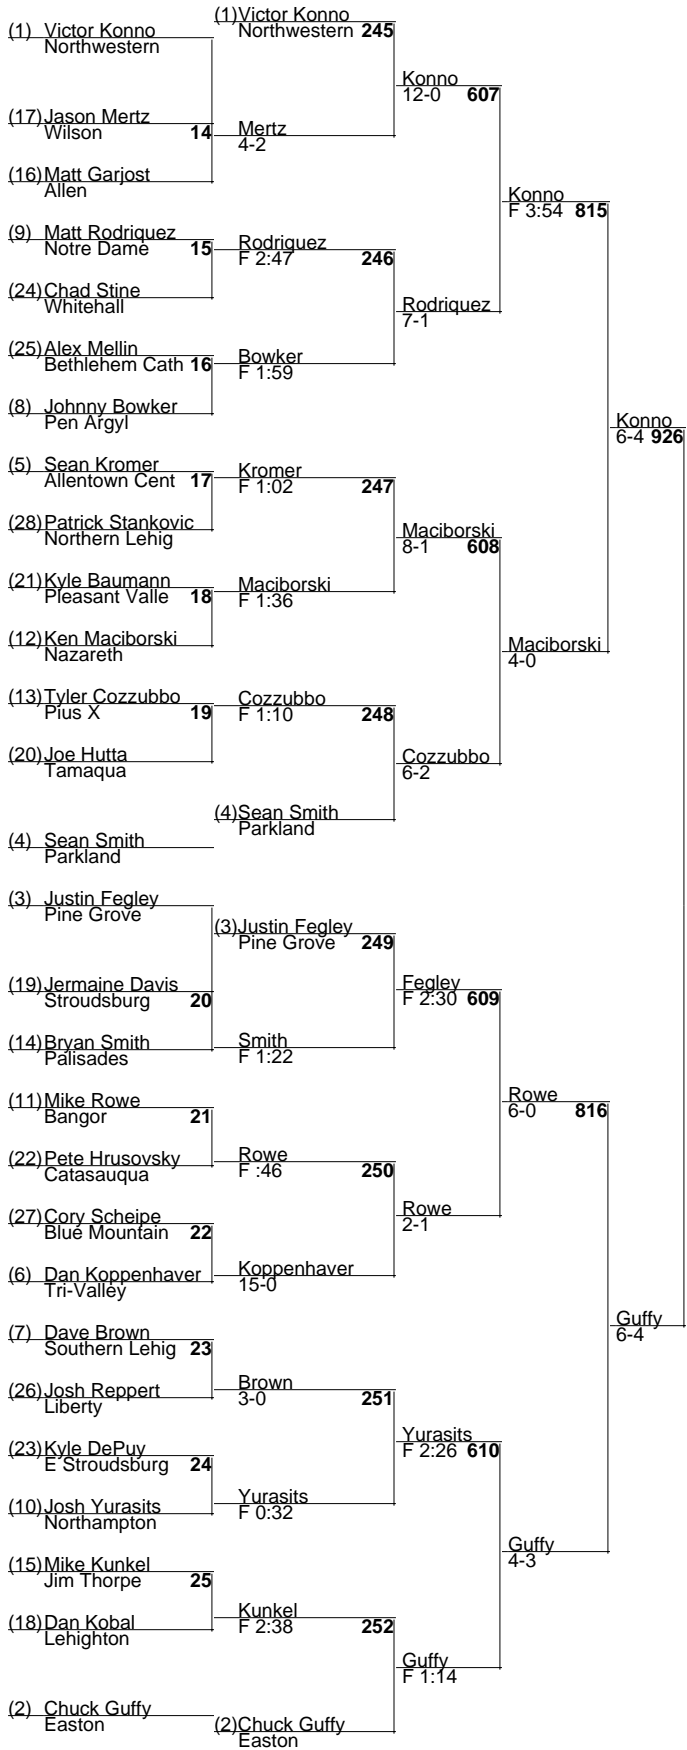 (1) Victor Konno
Northwestern
(17) Jason Mertz
Wilson 14
(16) Matt Garjost
Allen
(9) Matt Rodriquez
Notre Dame 15
(24) Chad Stine
Whitehall
(25) Alex Mellin
Bethlehem Cath 16
(8) Johnny Bowker
Pen Argyl
(5) Sean Kromer
Allentown Cent 17
(28) Patrick Stankovic
Northern Lehig
(21) Kyle Baumann
Pleasant Valle 18
(12) Ken Maciborski
Nazareth
(13) Tyler Cozzubbo
Pius X 19
(20) Joe Hutta
Tamaqua
(4) Sean Smith
Parkland
(3) Justin Fegley
Pine Grove
(19) Jermaine Davis
Stroudsburg 20
(14) Bryan Smith
Palisades
(11) Mike Rowe
Bangor 21
(22) Pete Hrusovsky
Catasauqua
(27) Cory Scheipe
Blue Mountain 22
(6) Dan Koppenhaver
Tri-Valley
(7) Dave Brown
Southern Lehig 23
(26) Josh Reppert
Liberty
(23) Kyle DePuy
E Stroudsburg 24
(10) Josh Yurasits
Northampton
(15) Mike Kunkel
Jim Thorpe 25
(18) Dan Kobal
Lehighton
(2) Chuck Guffy
Easton
(1) Victor Konno
Northwestern 245
Mertz
4-2
Rodriquez
F 2:47 246
Bowker
F 1:59
Kromer
F 1:02 247
Maciborski
F 1:36
Cozzubbo
F 1:10 248
(4) Sean Smith
Parkland
(3) Justin Fegley
Pine Grove 249
Smith
F 1:22
Rowe
F :46 250
Koppenhaver
15-0
Brown
3-0 251
Yurasits
F 0:32
Kunkel
F 2:38 252
(2) Chuck Guffy
Easton
Konno
12-0 607
Rodriquez
7-1
Maciborski
8-1 608
Cozzubbo
6-2
Fegley
F 2:30 609
Rowe
2-1
Yurasits
F 2:26 610
Guffy
F 1:14
Konno
F 3:54 815
Maciborski
4-0
Rowe
6-0 816
Guffy
4-3
Konno
6-4 926
Guffy
6-4